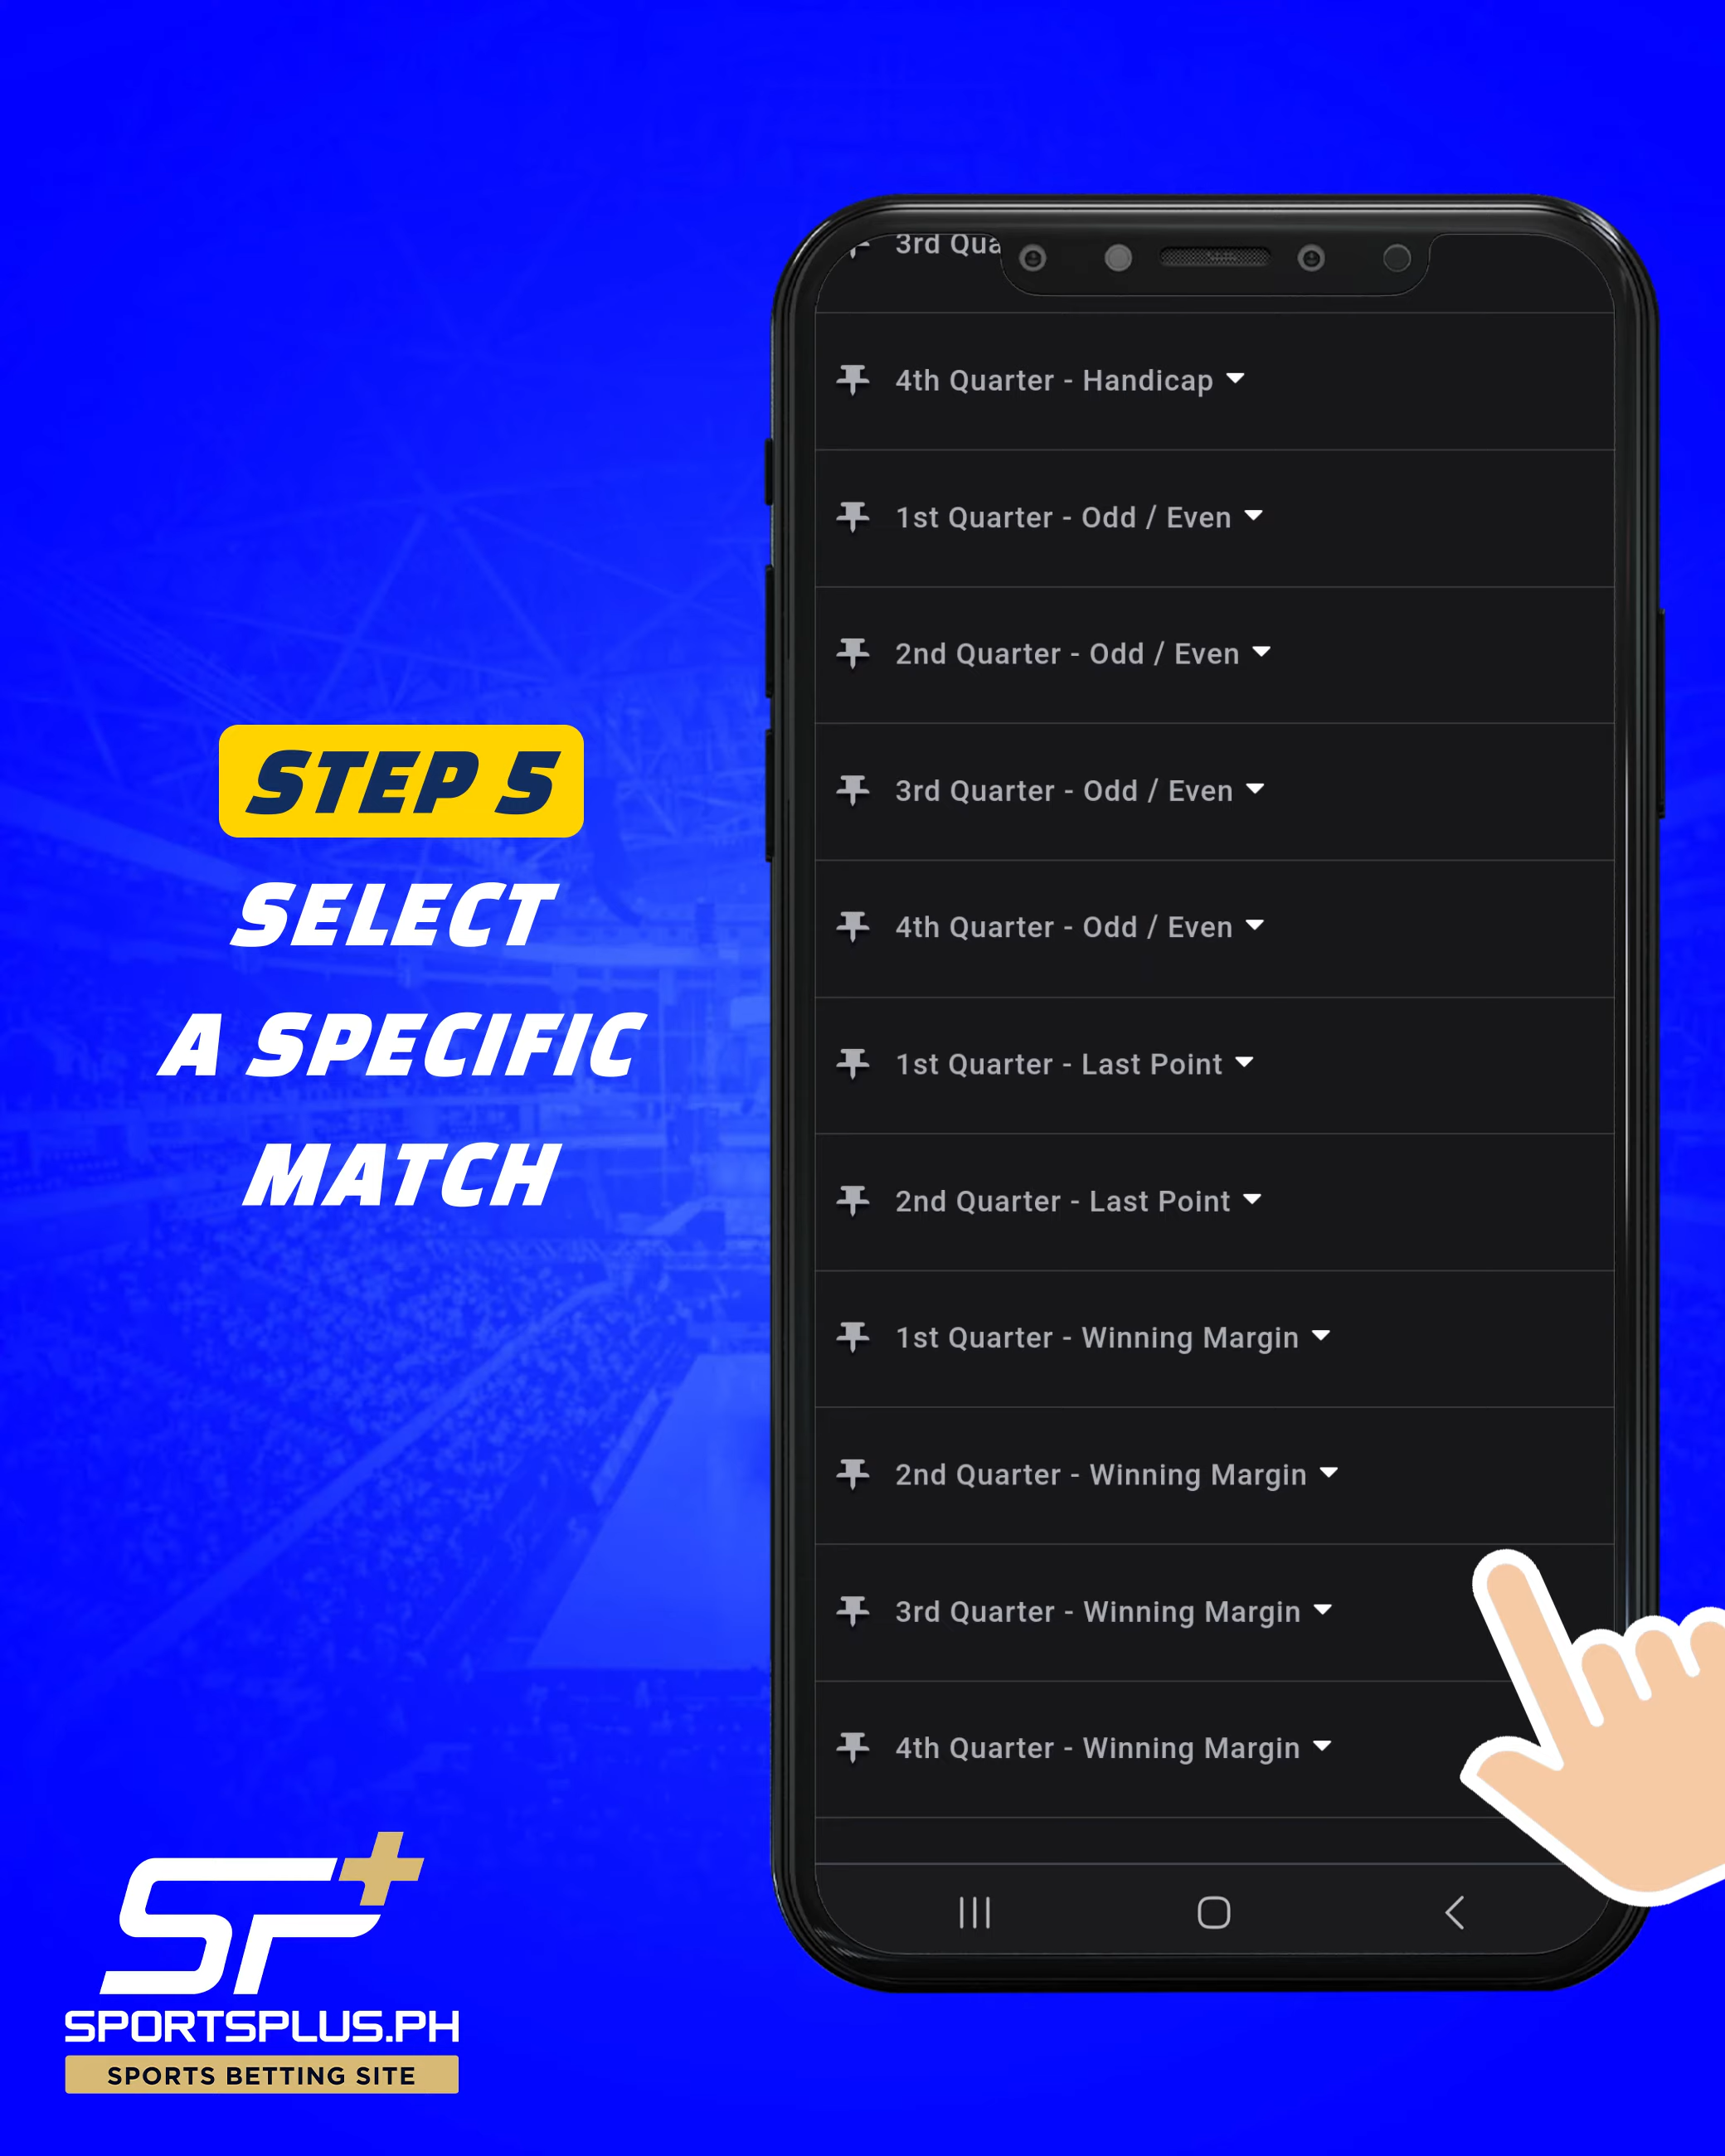 STEP 5
SELECT
A SPECIFIC
MATCH
3rd Qua
4th Quarter - Handicap
1st Quarter - Odd / Even
2nd Quarter - Odd / Even
3rd Quarter - Odd / Even
4th Quarter - Odd / Even
1st Quarter - Last Point
2nd Quarter - Last Point
1st Quarter - Winning Margin
2nd Quarter - Winning Margin
3rd Quarter - Winning Margin
4th Quarter - Winning Margin
SP+
SPORTSPLUS.PH
SPORTS BETTING SITE